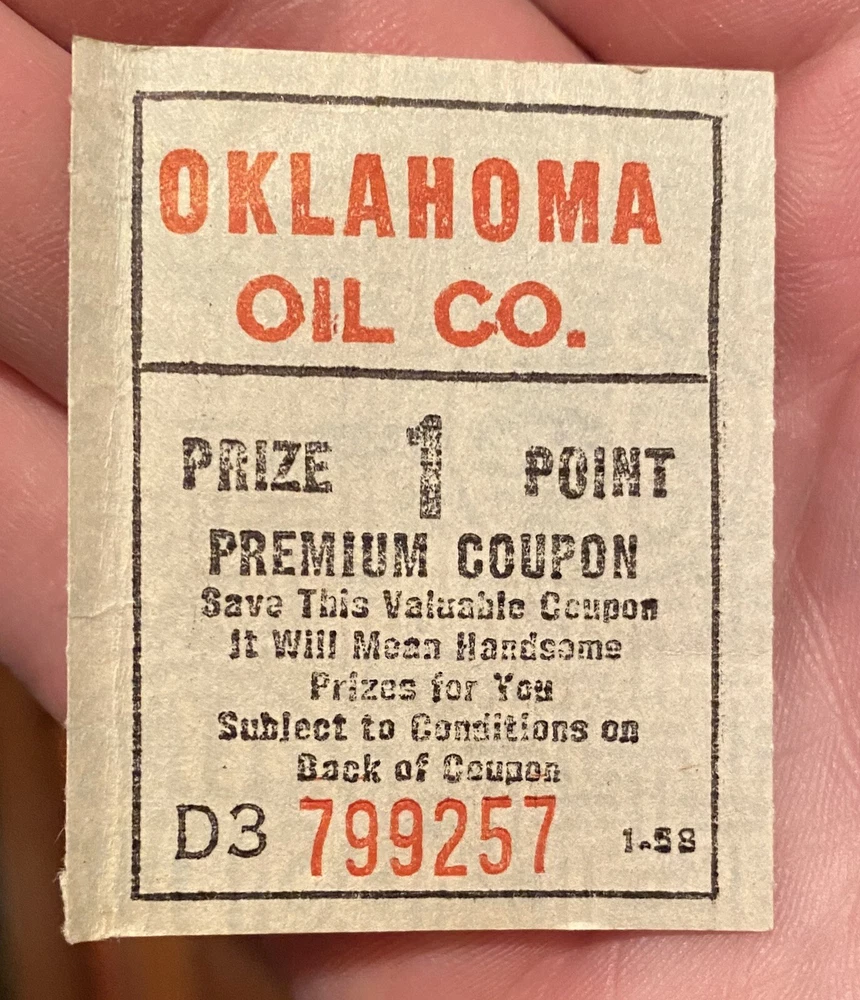 OKLAHOMA
OIL CO.
PRIZE 1 POINT
PREMIUM COUPON
Save This Valuable Coupon
It Will Mean Handsome
Prizes for You
Subject to Conditions on
Back of Coupon
D3 799257 1-58